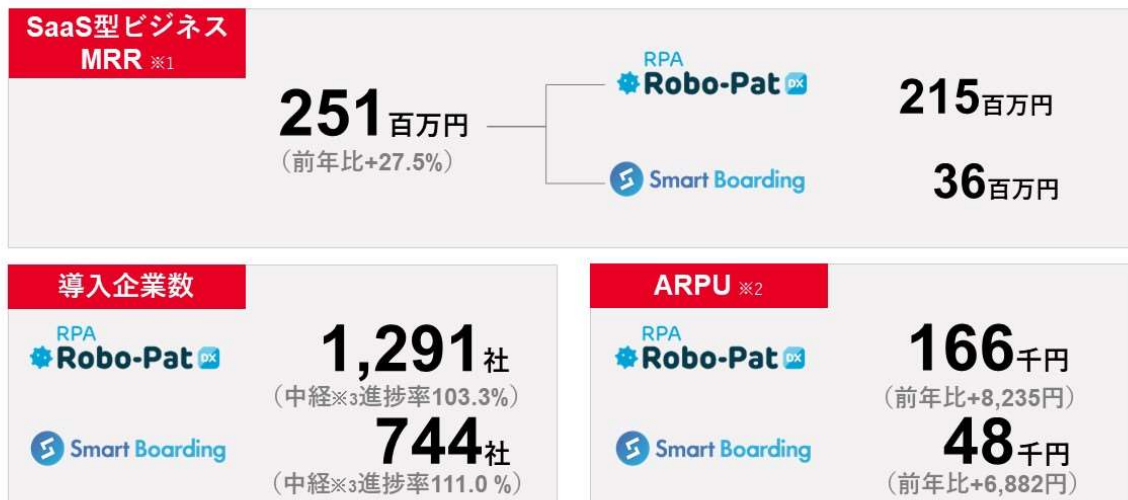 SaaS型ビジネス
MRR ※1
251百万円
（前年比+27.5%）
RPA
Robo-Pat DX
215百万円
Smart Boarding
36百万円
導入企業数
RPA
Robo-Pat DX
1,291社
（中経※3進捗率103.3%）
Smart Boarding
744社
（中経※3進捗率111.0 %）
ARPU ※2
RPA
Robo-Pat DX
166千円
（前年比+8,235円）
Smart Boarding
48千円
（前年比+6,882円）